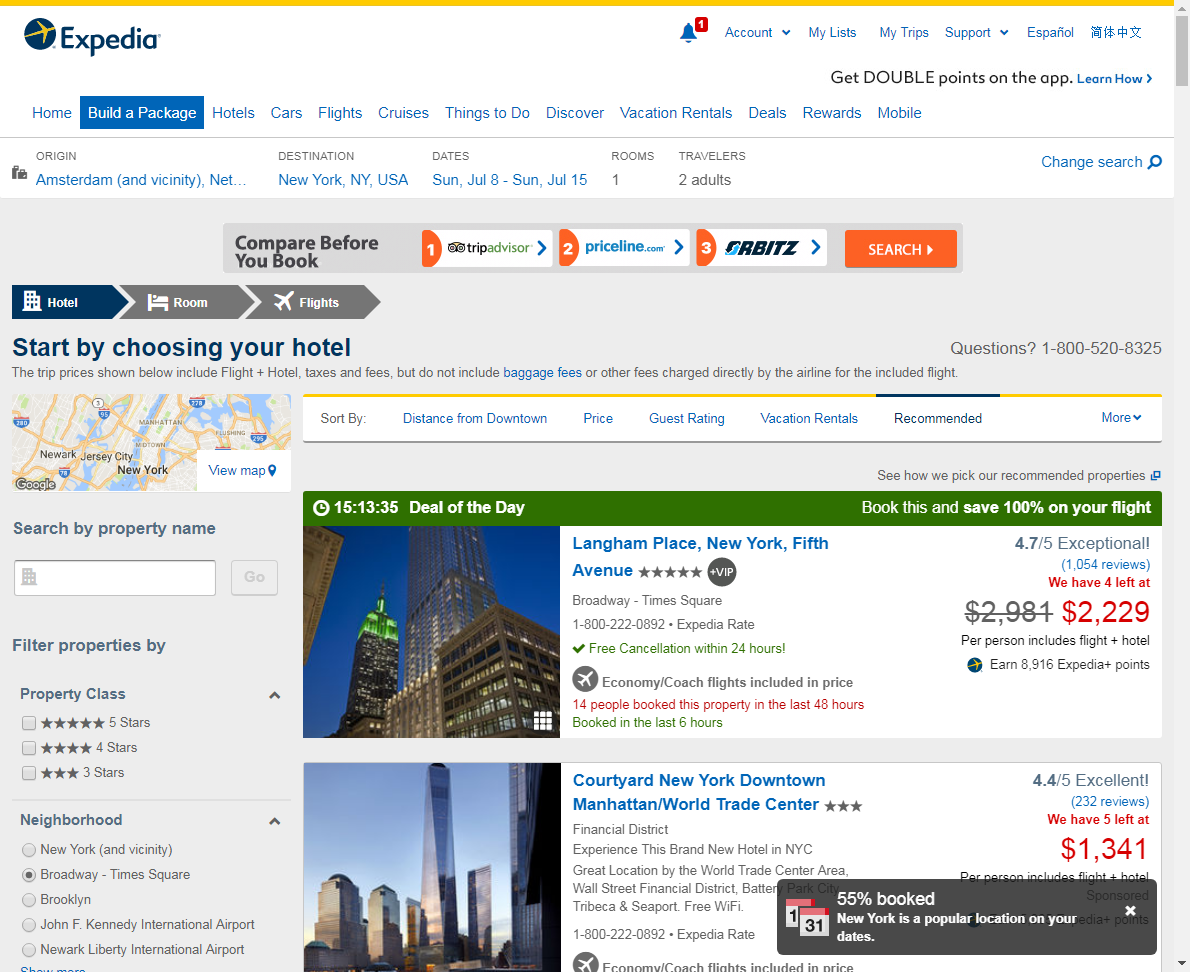 Expedia
1
Account
My Lists
My Trips
Support
Español
简体中文
Get DOUBLE points on the app. Learn How
Home
Build a Package
Hotels
Cars
Flights
Cruises
Things to Do
Discover
Vacation Rentals
Deals
Rewards
Mobile
ORIGIN
Amsterdam (and vicinity), Net...
DESTINATION
New York, NY, USA
DATES
Sun, Jul 8 - Sun, Jul 15
ROOMS
1
TRAVELERS
2 adults
Change search
Compare Before
You Book
1 tripadvisor
2 priceline.com
3 ORBITZ
SEARCH
Hotel
Room
Flights
Start by choosing your hotel
Questions? 1-800-520-8325
The trip prices shown below include Flight + Hotel, taxes and fees, but do not include baggage fees or other fees charged directly by the airline for the included flight.
3
278
95
280
MANHATTAN
FLUSHING
295
MIDTOWN
Newark
Jersey City
78
New York
Google
View map
Sort By:
Distance from Downtown
Price
Guest Rating
Vacation Rentals
Recommended
More
See how we pick our recommended properties
Search by property name
Go
Filter properties by
Property Class
★★★★★ 5 Stars
★★★★ 4 Stars
★★★ 3 Stars
Neighborhood
New York (and vicinity)
Broadway - Times Square
Brooklyn
John F. Kennedy International Airport
Newark Liberty International Airport
Show more
15:13:35 Deal of the Day
Book this and save 100% on your flight
Langham Place, New York, Fifth
Avenue ★★★★★ +VIP
Broadway - Times Square
1-800-222-0892 • Expedia Rate
Free Cancellation within 24 hours!
Economy/Coach flights included in price
14 people booked this property in the last 48 hours
Booked in the last 6 hours
4.7/5 Exceptional!
(1,054 reviews)
We have 4 left at
$2,981 $2,229
Per person includes flight + hotel
Earn 8,916 Expedia+ points
Courtyard New York Downtown
Manhattan/World Trade Center ★★★
Financial District
Experience This Brand New Hotel in NYC
Great Location by the World Trade Center Area,
Wall Street Financial District, Battery Park City,
Tribeca & Seaport. Free WiFi.
1-800-222-0892 • Expedia Rate
Economy/Coach flights included in price
4.4/5 Excellent!
(232 reviews)
We have 5 left at
$1,341
Per person includes flight + hotel
Sponsored
Expedia+ points
1
31
55% booked
New York is a popular location on your
dates.